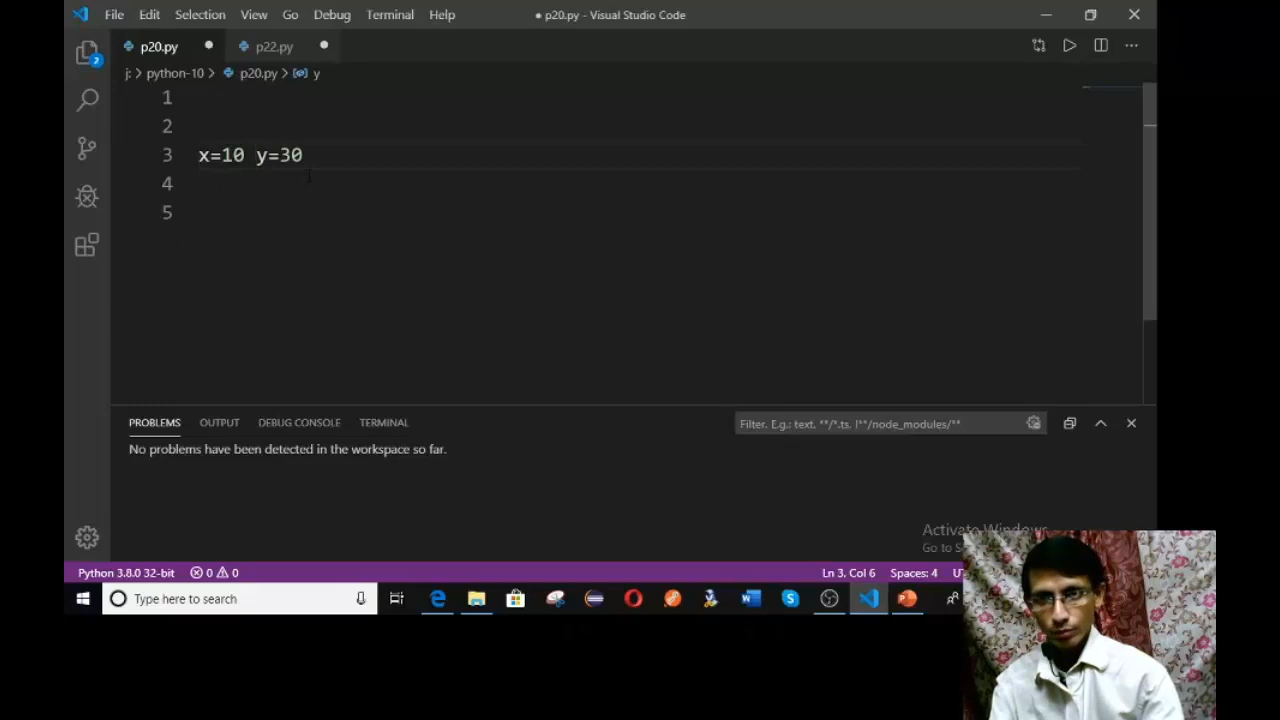 File Edit Selection View Go Debug Terminal Help ● p20.py - Visual Studio Code
p20.py ● p22.py ●
j: > python-10 > p20.py > y
1
2
3 x=10 y=30
4
5
PROBLEMS OUTPUT DEBUG CONSOLE TERMINAL Filter. E.g.: text, **/*.ts, !**/node_modules/**
No problems have been detected in the workspace so far.
Activate Windows
Go to
2
Python 3.8.0 32-bit 0 0 Ln 3, Col 6 Spaces: 4
Type here to search